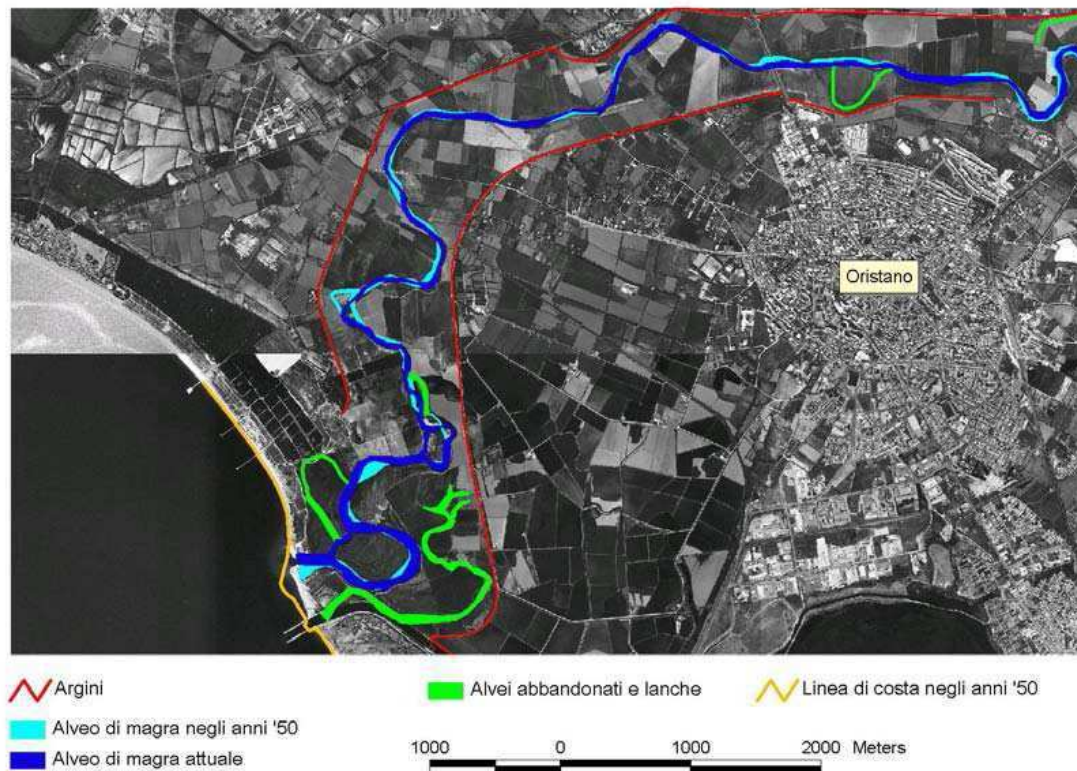 Oristano
Argini
Alveo di magra negli anni '50
Alveo di magra attuale
Alvei abbandonati e lanche
Linea di costa negli anni '50
1000 0 1000 2000 Meters